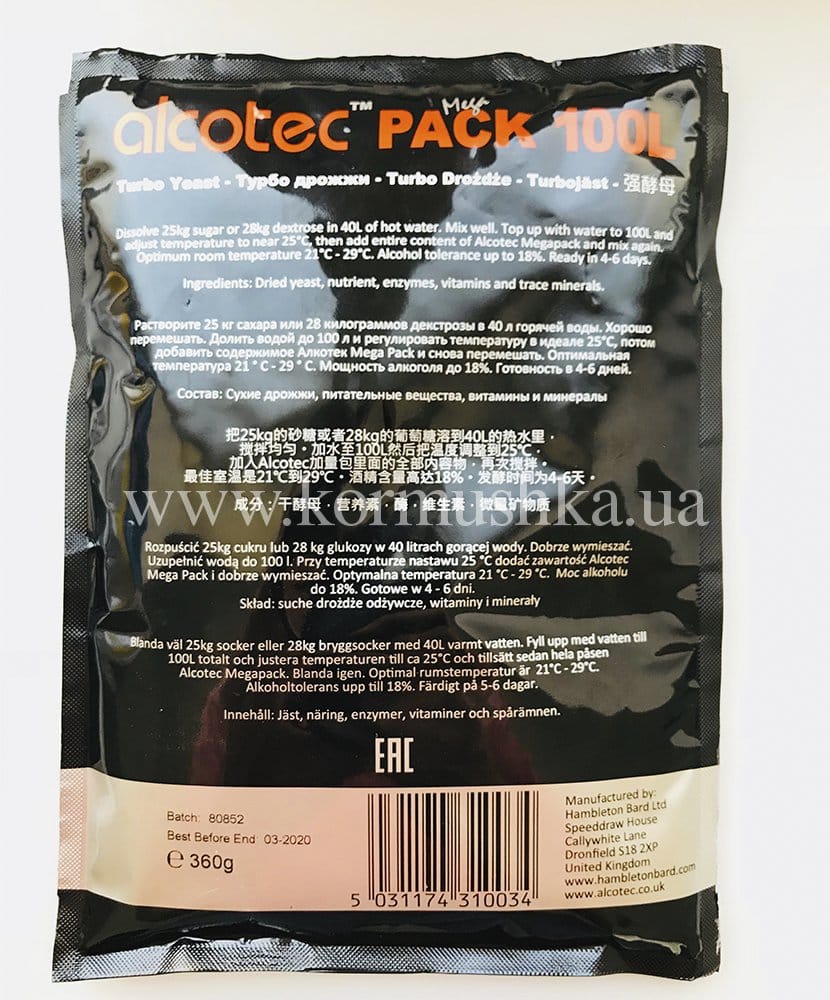 alcotec™ Mega PACK 100L
Turbo Yeast - Турбо дрожжи - Turbo Drożdże - Turbojäst - 强酵母
Dissolve 25kg sugar or 28kg dextrose in 40L of hot water. Mix well. Top up with water to 100L and
adjust temperature to near 25°C, then add entire content of Alcotec Megapack and mix again.
Optimum room temperature 21°C - 29°C. Alcohol tolerance up to 18%. Ready in 4-6 days.
Ingredients: Dried yeast, nutrient, enzymes, vitamins and trace minerals.
Растворите 25 кг сахара или 28 килограммов декстрозы в 40 л горячей воды. Хорошо
перемешать. Долить водой до 100 л и регулировать температуру в идеале 25°C, потом
добавить содержимое Алкотек Mega Pack и снова перемешать. Оптимальная
температура 21 ° C - 29 ° C. Мощность алкоголя до 18%. Готовность в 4-6 дней.
Состав: Сухие дрожжи, питательные вещества, витамины и минералы
把25kg的砂糖或者28kg的葡萄糖溶到40L的热水里，
搅拌均匀。加水至100L然后把温度调整到25°C，
加入Alcotec加量包里面的全部内容物，再次搅拌。
最佳室温是21°C到29°C。酒精含量高达18%。发酵时间为4-6天。
www.kormushka.ua
成分：干酵母，营养素，酶，维生素，微量矿物质
Rozpuścić 25kg cukru lub 28 kg glukozy w 40 litrach gorącej wody. Dobrze wymieszać.
Uzupełnić wodą do 100 l. Przy temperaturze nastawu 25 °C dodać zawartość Alcotec
Mega Pack i dobrze wymieszać. Optymalna temperatura 21 °C - 29 °C. Moc alkoholu
do 18%. Gotowe w 4 - 6 dni.
Skład: suche drożdże odżywcze, witaminy i minerały
Blanda väl 25kg socker eller 28kg bryggsocker med 40L varmt vatten. Fyll upp med vatten till
100L totalt och justera temperaturen till ca 25°C och tillsätt sedan hela påsen
Alcotec Megapack. Blanda igen. Optimal rumstemperatur är 21°C - 29°C.
Alkoholtolerans upp till 18%. Färdigt på 5-6 dagar.
Innehåll: Jäst, näring, enzymer, vitaminer och spårämnen.
EAC
Batch: 80852
Best Before End: 03-2020
℮ 360g
5 031174 310034
Manufactured by:
Hambleton Bard Ltd
Speeddraw House
Callywhite Lane
Dronfield S18 2XP
United Kingdom
www.hambletonbard.com
www.alcotec.co.uk